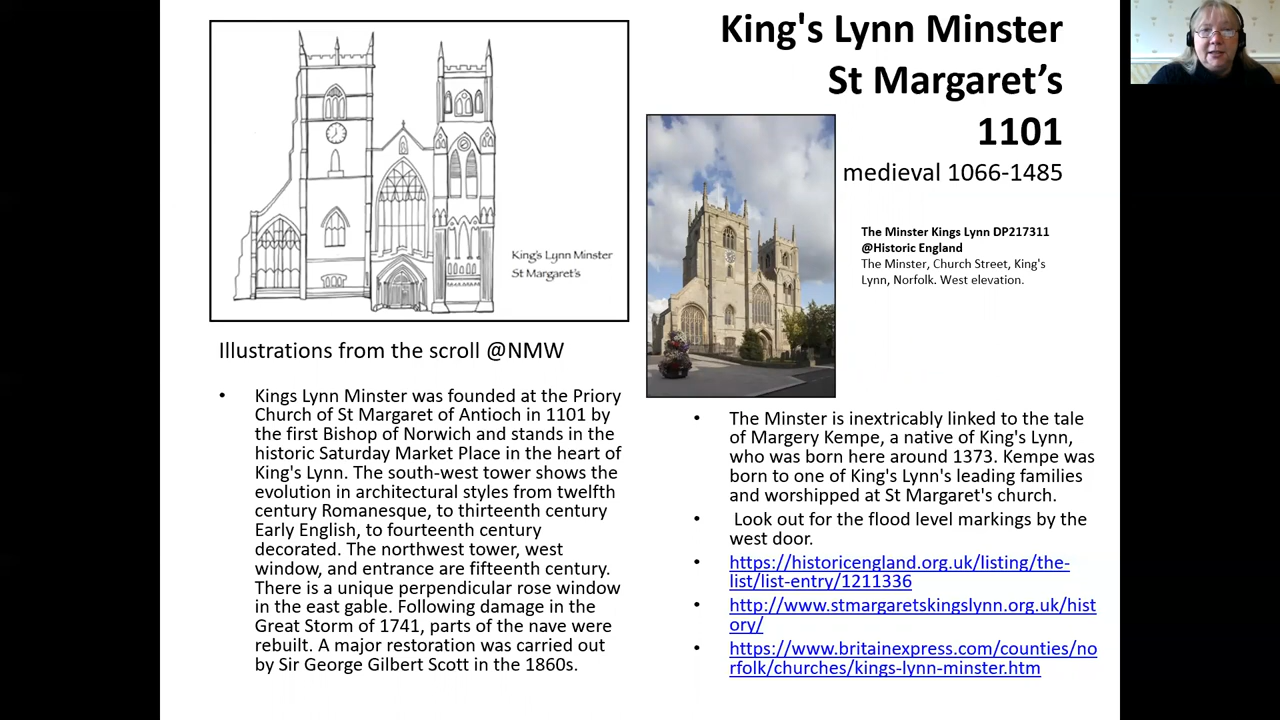 King's Lynn Minster
St Margaret’s
1101
medieval 1066-1485
King's Lynn Minster
St Margaret's
The Minster Kings Lynn DP217311
@Historic England
The Minster, Church Street, King's
Lynn, Norfolk. West elevation.
Illustrations from the scroll @NMW
• Kings Lynn Minster was founded at the Priory
Church of St Margaret of Antioch in 1101 by
the first Bishop of Norwich and stands in the
historic Saturday Market Place in the heart of
King's Lynn. The south-west tower shows the
evolution in architectural styles from twelfth
century Romanesque, to thirteenth century
Early English, to fourteenth century
decorated. The northwest tower, west
window, and entrance are fifteenth century.
There is a unique perpendicular rose window
in the east gable. Following damage in the
Great Storm of 1741, parts of the nave were
rebuilt. A major restoration was carried out
by Sir George Gilbert Scott in the 1860s.
• The Minster is inextricably linked to the tale
of Margery Kempe, a native of King's Lynn,
who was born here around 1373. Kempe was
born to one of King's Lynn's leading families
and worshipped at St Margaret's church.
• Look out for the flood level markings by the
west door.
• https://historicengland.org.uk/listing/the-
list/list-entry/1211336
• http://www.stmargaretskingslynn.org.uk/hist
ory/
• https://www.britainexpress.com/counties/no
rfolk/churches/kings-lynn-minster.htm